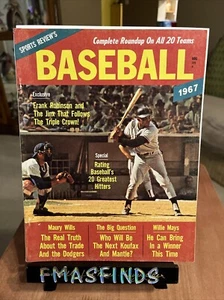 SPORTS REVIEW'S
Complete Roundup On All 20 Teams
BASEBALL
1967
Exclusive
Frank Robinson and
The Jinx That Follows
The Triple Crown!
Special
Rating
Baseball's
20 Greatest
Hitters
Maury Wills
The Real Truth
About the Trade
And the Dodgers
The Big Question
Who Will Be
The Next Koufax
And Mantle?
Willie Mays
He Can Bring
In a Winner
This Time
FMASFINDS